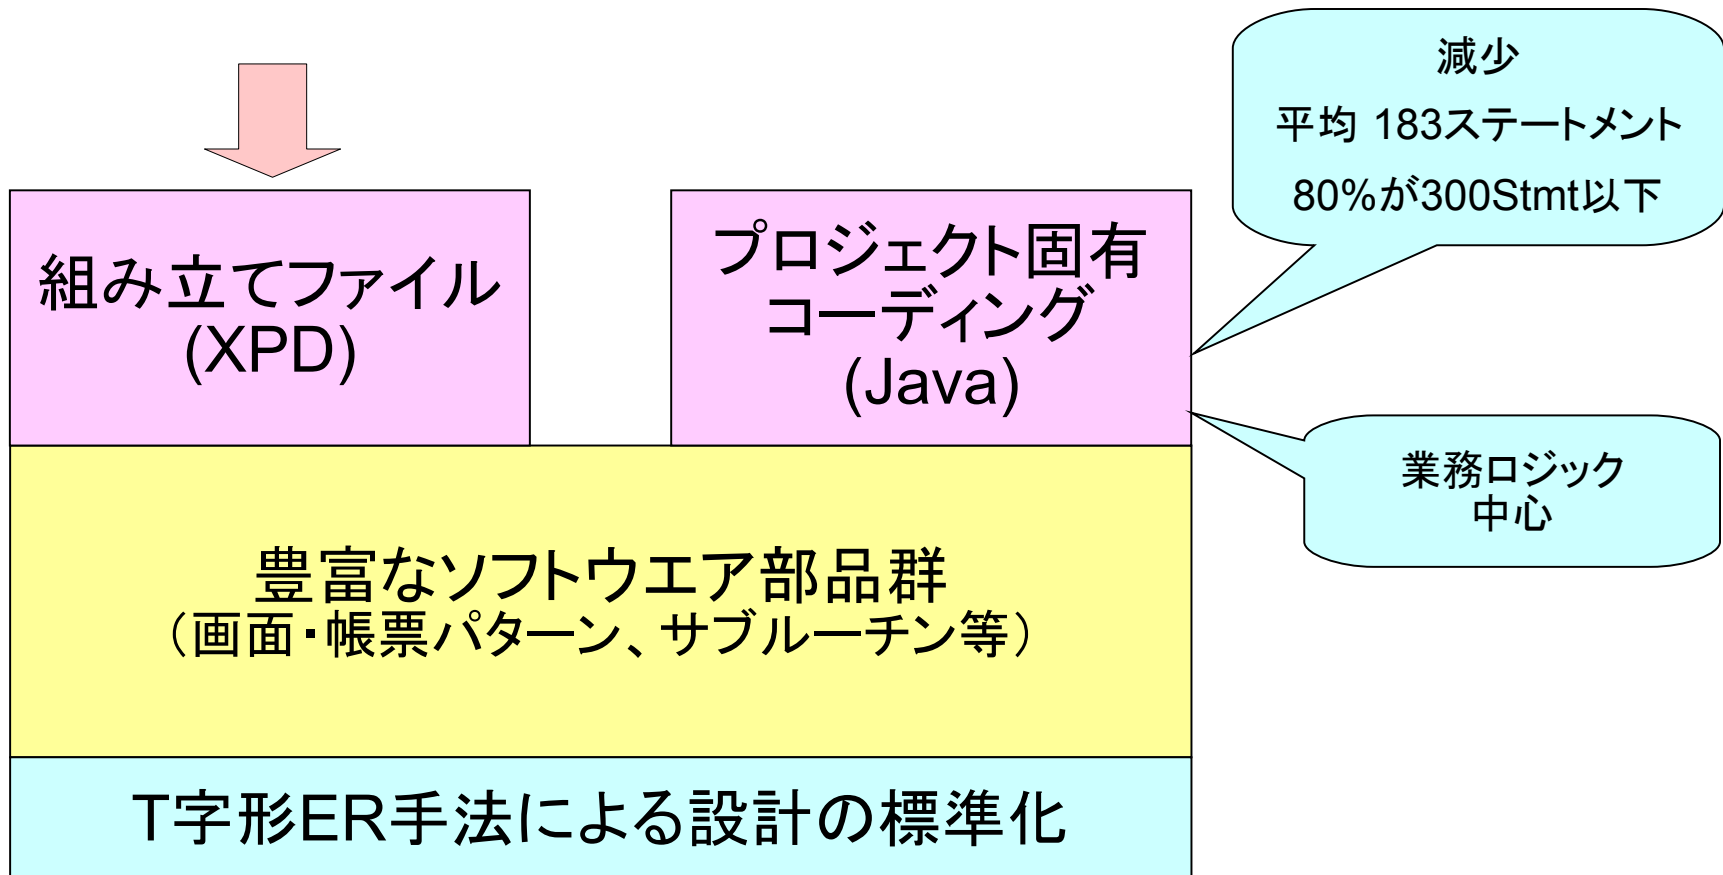 減少
平均 183ステートメント
80%が300Stmt以下
組み立てファイル
(XPD)
プロジェクト固有
コーディング
(Java)
業務ロジック
中心
豊富なソフトウエア部品群
（画面・帳票パターン、サブルーチン等）
T字形ER手法による設計の標準化